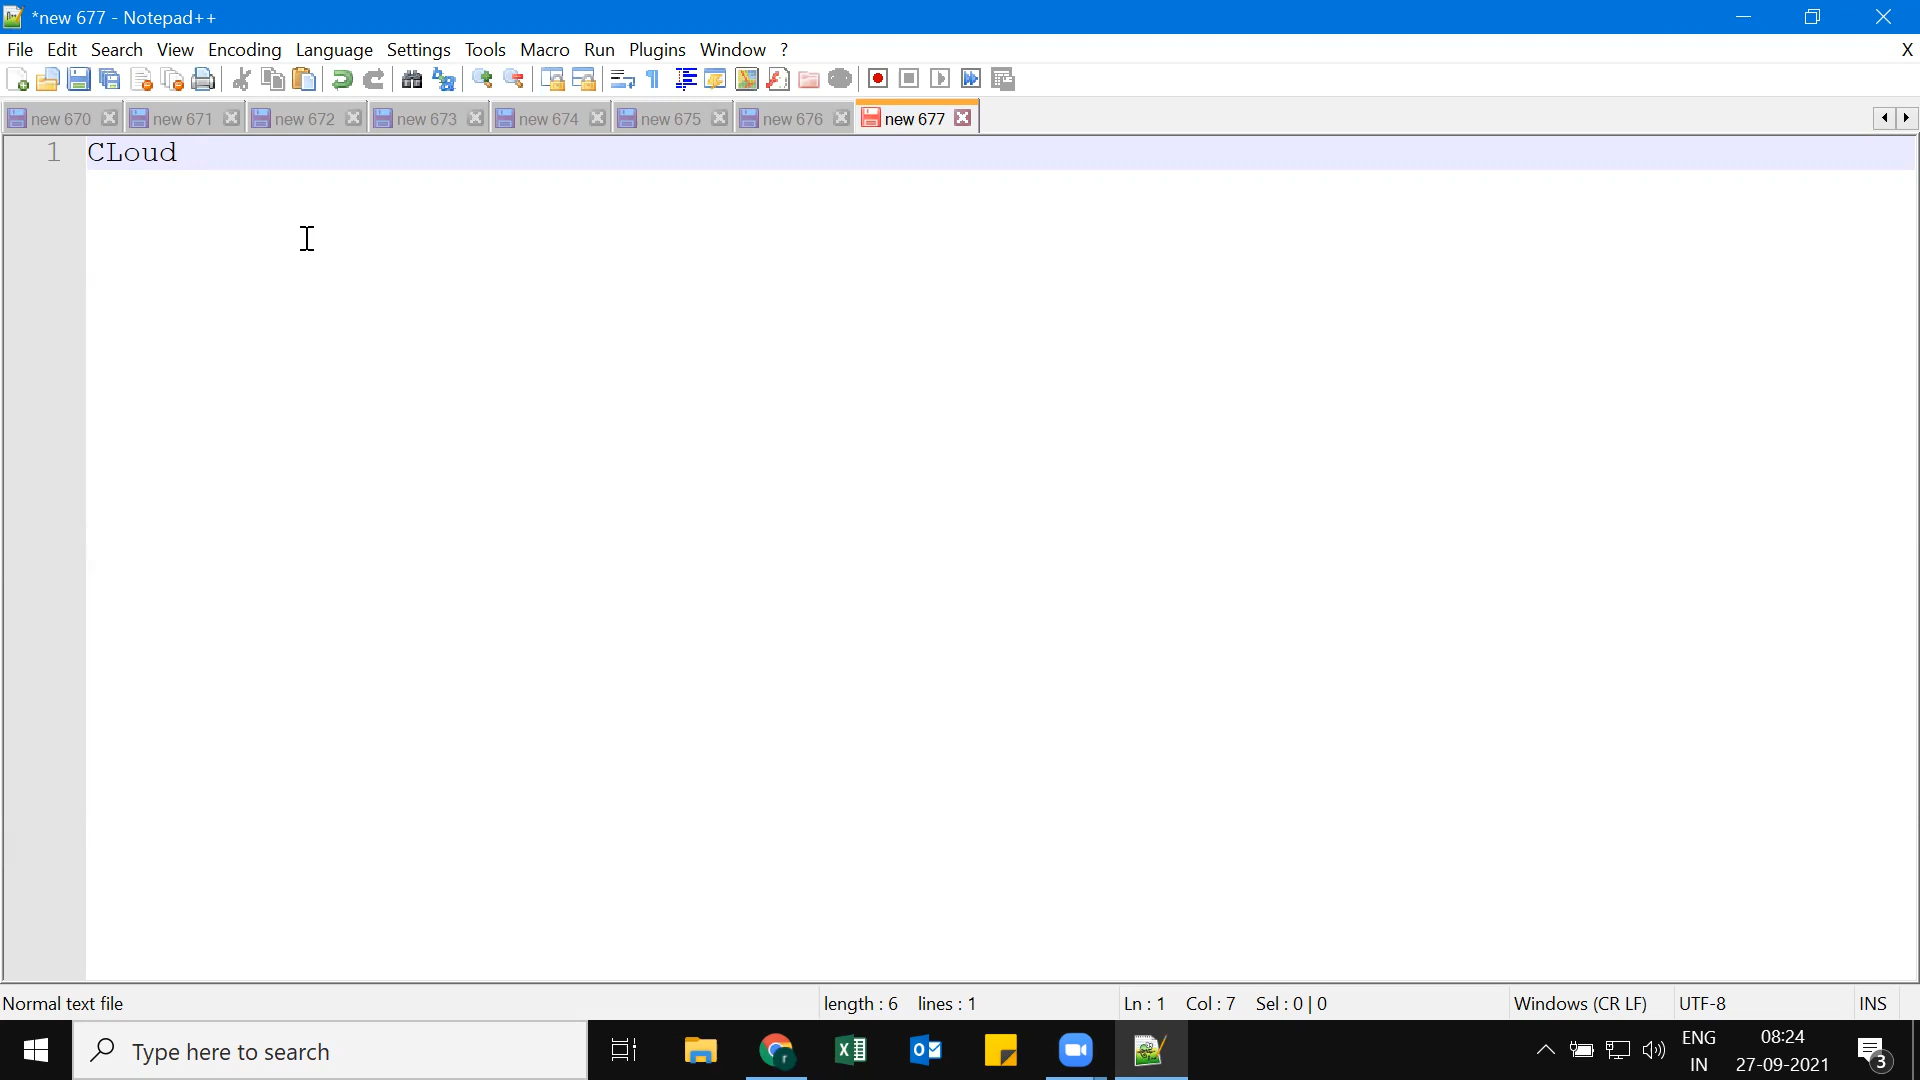 *new 677 - Notepad++
File Edit Search View Encoding Language Settings Tools Macro Run Plugins Window ? X
new 670 new 671 new 672 new 673 new 674 new 675 new 676 new 677
1 CLoud
Normal text file length : 6 lines : 1 Ln : 1 Col : 7 Sel : 0 | 0 Windows (CR LF) UTF-8 INS
Type here to search
ENG 08:24
IN 27-09-2021 3